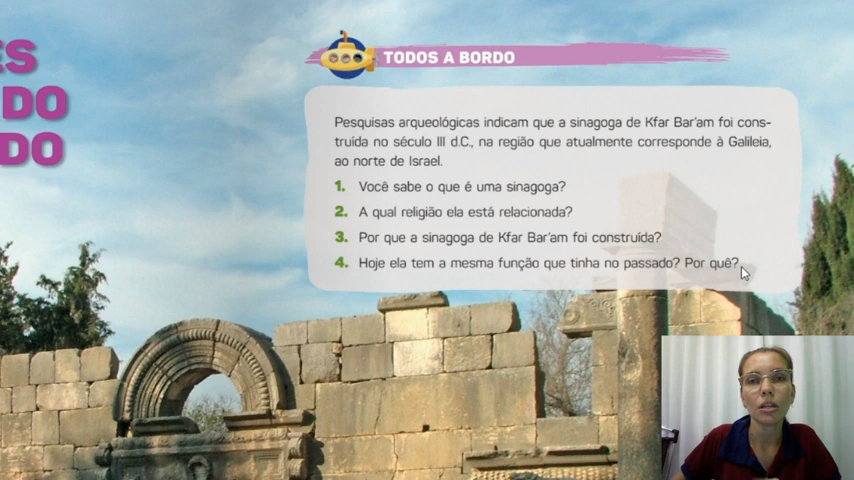 ES
DO
DO
TODOS A BORDO
Pesquisas arqueológicas indicam que a sinagoga de Kfar Bar'am foi cons-
truída no século III d.C., na região que atualmente corresponde à Galileia,
ao norte de Israel.
1. Você sabe o que é uma sinagoga?
2. A qual religião ela está relacionada?
3. Por que a sinagoga de Kfar Bar'am foi construída?
4. Hoje ela tem a mesma função que tinha no passado? Por quê?